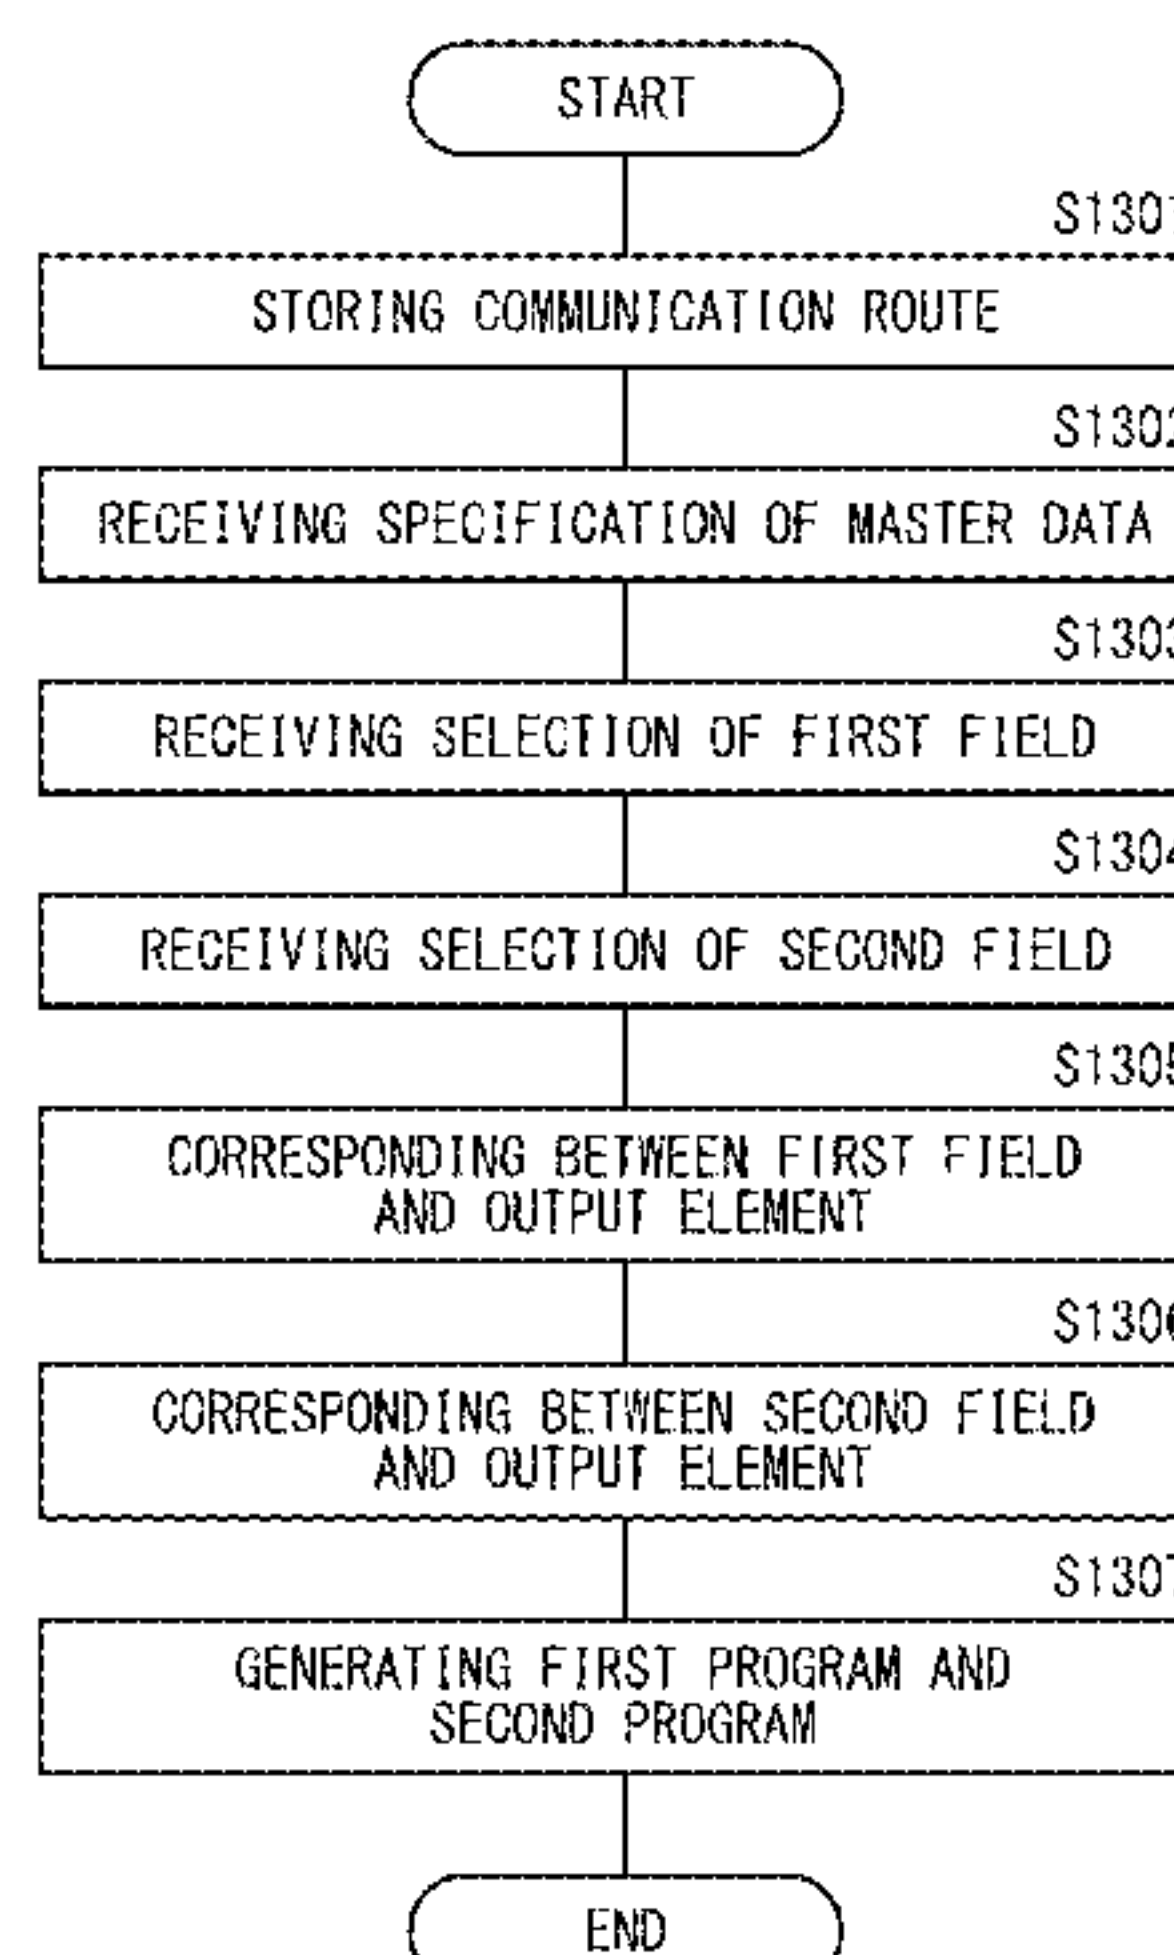 START
S1301
STORING COMMUNICATION ROUTE
S1302
RECEIVING SPECIFICATION OF MASTER DATA
S1303
RECEIVING SELECTION OF FIRST FIELD
S1304
RECEIVING SELECTION OF SECOND FIELD
S1305
CORRESPONDING BETWEEN FIRST FIELD
AND OUTPUT ELEMENT
S1306
CORRESPONDING BETWEEN SECOND FIELD
AND OUTPUT ELEMENT
S1307
GENERATING FIRST PROGRAM AND
SECOND PROGRAM
END